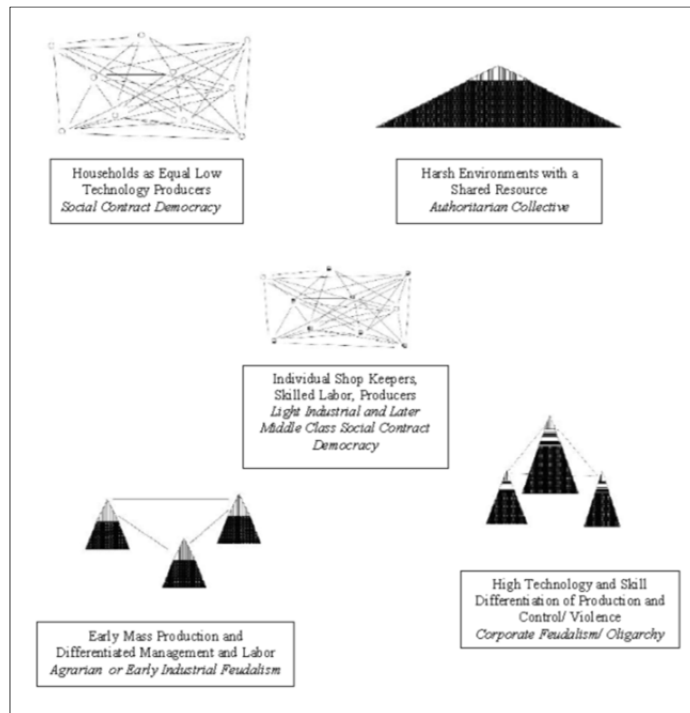 Households as Equal Low
Technology Producers
Social Contract Democracy
Harsh Environments with a
Shared Resource
Authoritarian Collective
Individual Shop Keepers,
Skilled Labor, Producers
Light Industrial and Later
Middle Class Social Contract
Democracy
High Technology and Skill
Differentiation of Production and
Control/ Violence
Corporate Feudalism/ Oligarchy
Early Mass Production and
Differentiated Management and Labor
Agrarian or Early Industrial Feudalism